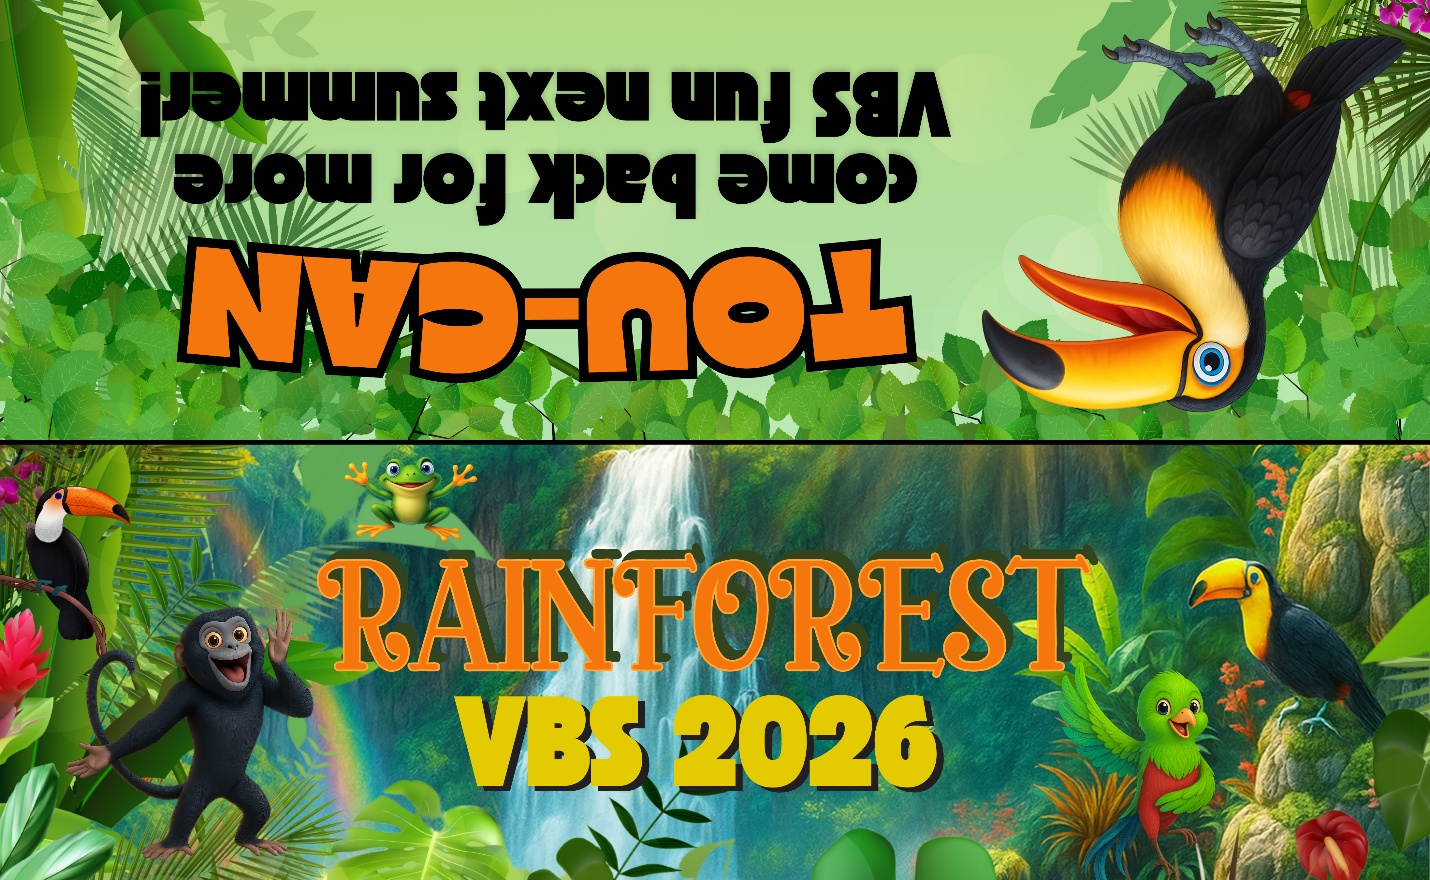 TOU-CAN
come back for more
VBS fun next summer!
RAINFOREST
VBS 2026